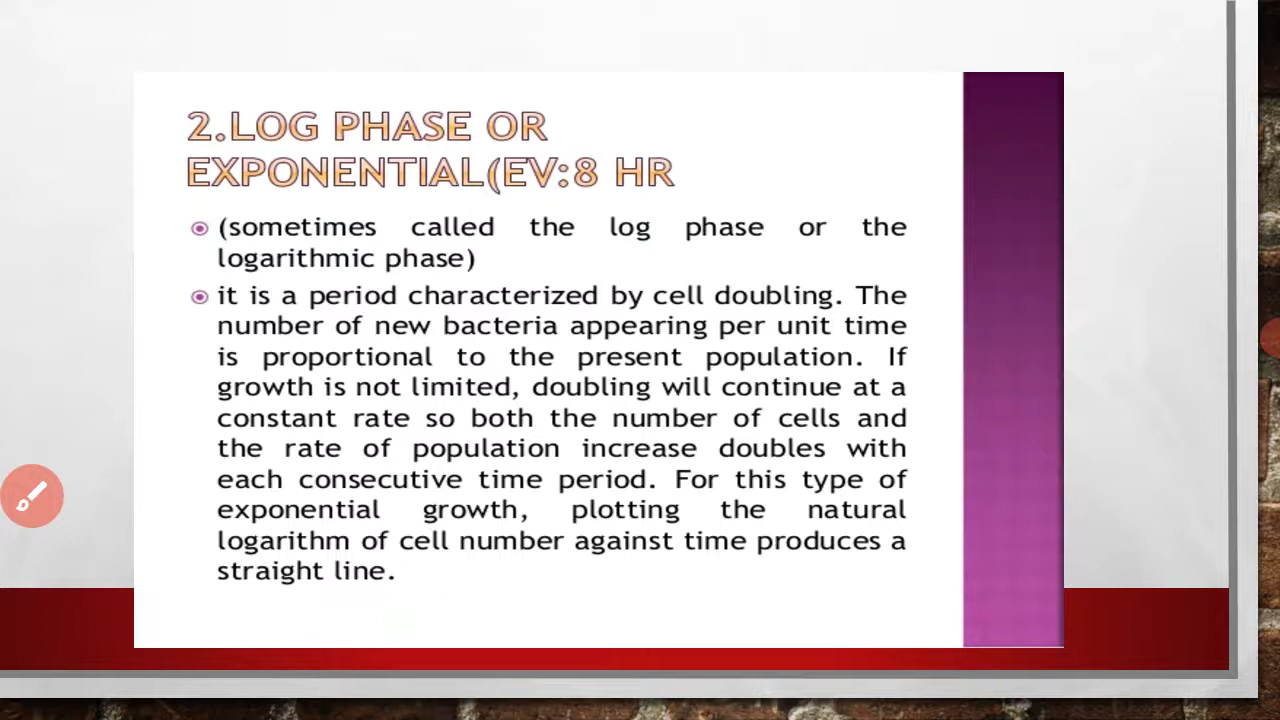 2.LOG PHASE OR
EXPONENTIAL(EV:8 HR
(sometimes called the log phase or the
logarithmic phase)
it is a period characterized by cell doubling. The
number of new bacteria appearing per unit time
is proportional to the present population. If
growth is not limited, doubling will continue at a
constant rate so both the number of cells and
the rate of population increase doubles with
each consecutive time period. For this type of
exponential growth, plotting the natural
logarithm of cell number against time produces a
straight line.